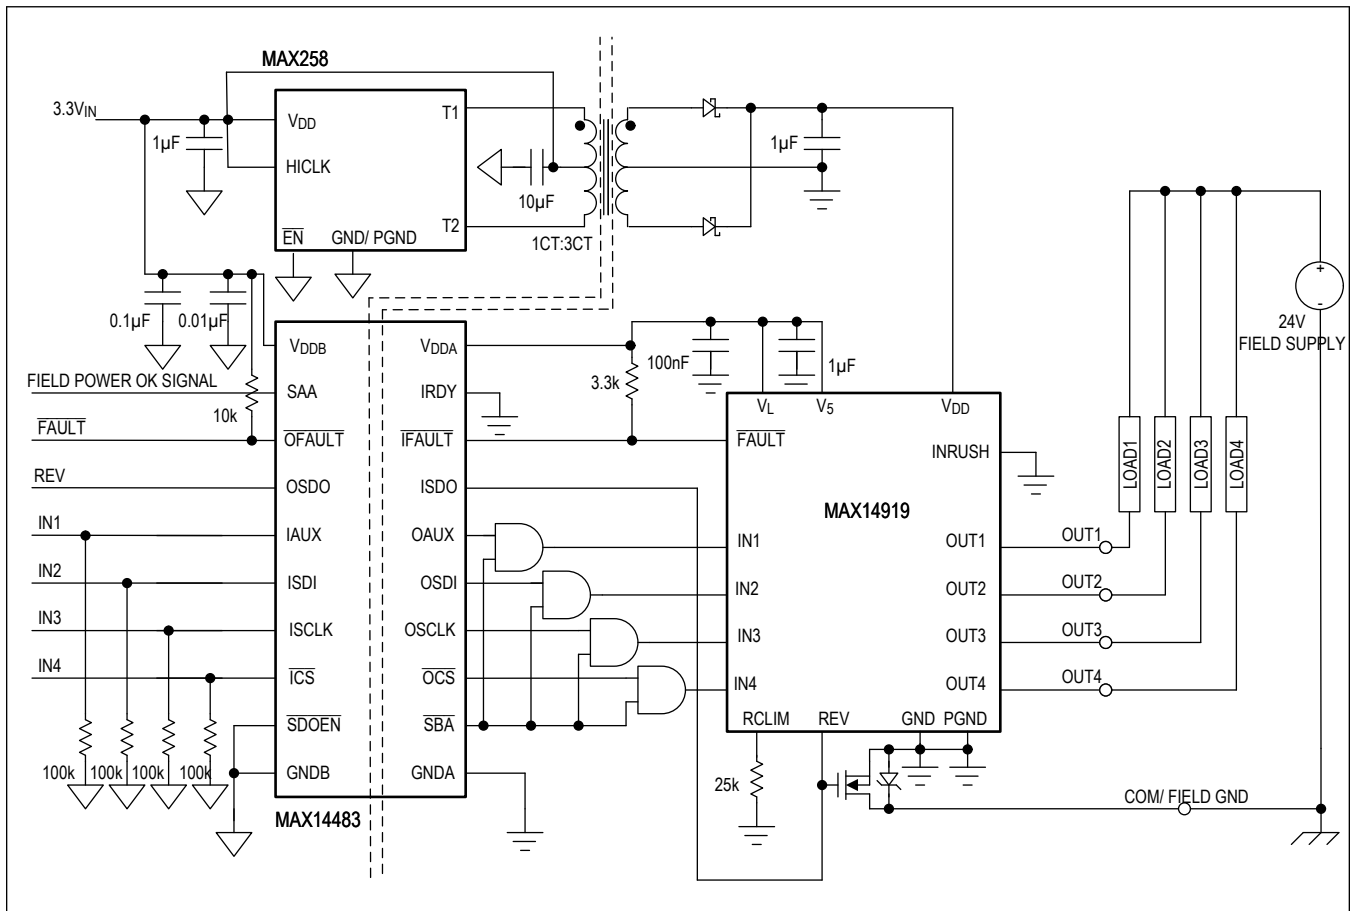 MAX258
3.3VIN
VDD
T1
1µF
1µF
HICLK
10µF
T2
EN
GND/ PGND
1CT:3CT
0.1µF
0.01µF
24V
FIELD SUPPLY
VDDB
VDDA
100nF
1µF
3.3k
FIELD POWER OK SIGNAL
SAA
IRDY
10k
VL
V5
VDD
FAULT
OFAULT
IFAULT
FAULT
INRUSH
LOAD1
LOAD2
LOAD3
LOAD4
REV
OSDO
ISDO
MAX14919
IN1
IAUX
OAUX
IN1
OUT1
OUT1
IN2
ISDI
OSDI
IN2
OUT2
OUT2
IN3
ISCLK
OSCLK
IN3
OUT3
OUT3
IN4
ICS
OCS
IN4
OUT4
OUT4
SDOEN
SBA
RCLIM
REV
GND
PGND
100k
100k
100k
100k
GNDB
GNDA
25k
COM/ FIELD GND
MAX14483